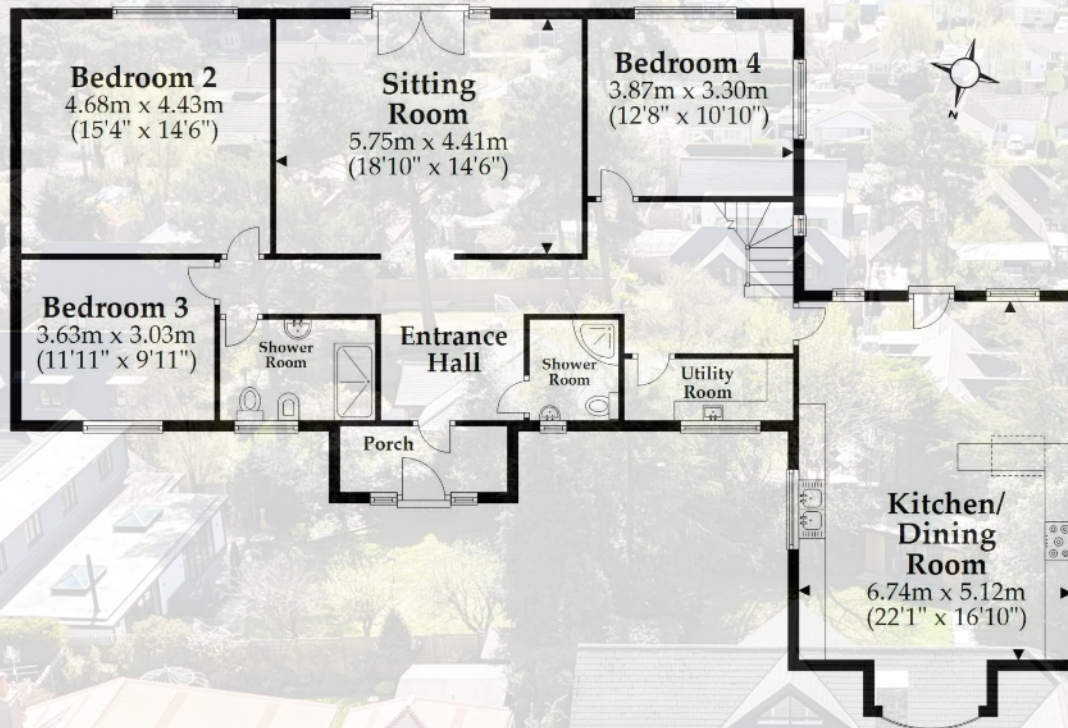 Bedroom 2
4.68m x 4.43m
(15'4" x 14'6")
Sitting
Room
5.75m x 4.41m
(18'10" x 14'6")
Bedroom 4
3.87m x 3.30m
(12'8" x 10'10")
N
Bedroom 3
3.63m x 3.03m
(11'11" x 9'11")
Shower
Room
Entrance
Hall
Shower
Room
Utility
Room
Porch
Kitchen/
Dining
Room
6.74m x 5.12m
(22'1" x 16'10")